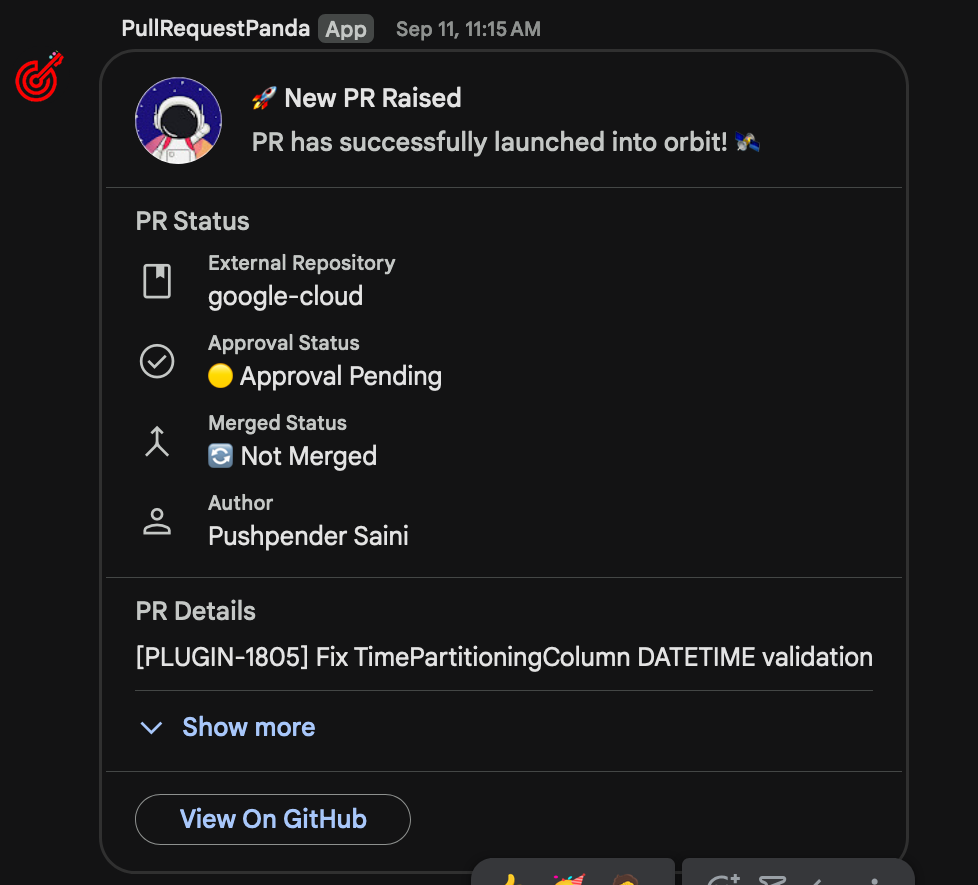 PullRequestPanda App Sep 11, 11:15 AM
🚀 New PR Raised
PR has successfully launched into orbit! 🛰️
PR Status
External Repository
google-cloud
Approval Status
🟡 Approval Pending
Merged Status
🔄 Not Merged
Author
Pushpender Saini
PR Details
[PLUGIN-1805] Fix TimePartitioningColumn DATETIME validation
Show more
View On GitHub